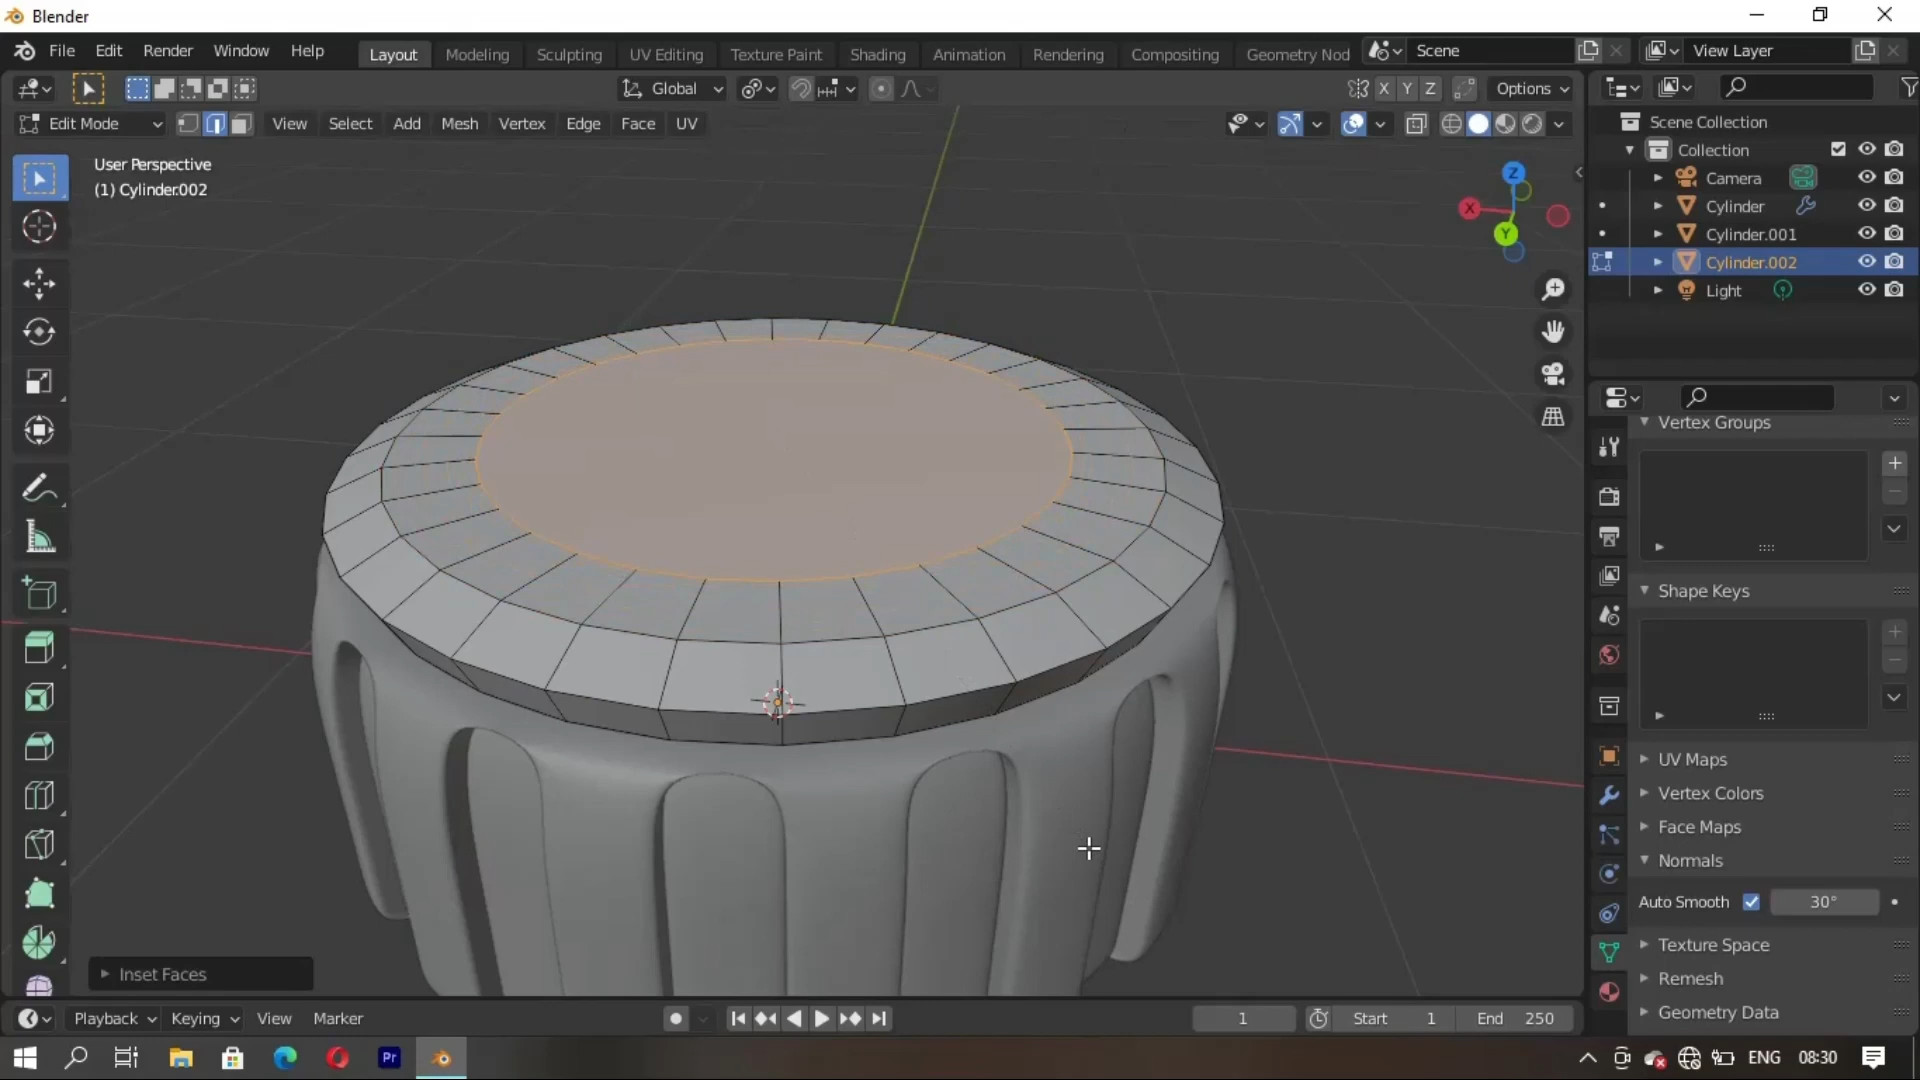 Blender
File Edit Render Window Help Layout Modeling Sculpting UV Editing Texture Paint Shading Animation Rendering Compositing Geometry Nod Scene View Layer
Global X Y Z Options
Edit Mode View Select Add Mesh Vertex Edge Face UV
User Perspective
(1) Cylinder.002
Z
X
Y
Inset Faces
Scene Collection
Collection
Camera
Cylinder
Cylinder.001
Cylinder.002
Light
Vertex Groups
Shape Keys
UV Maps
Vertex Colors
Face Maps
Normals
Auto Smooth 30°
Texture Space
Remesh
Geometry Data
Playback Keying View Marker 1 Start 1 End 250
Pr ENG 08:30